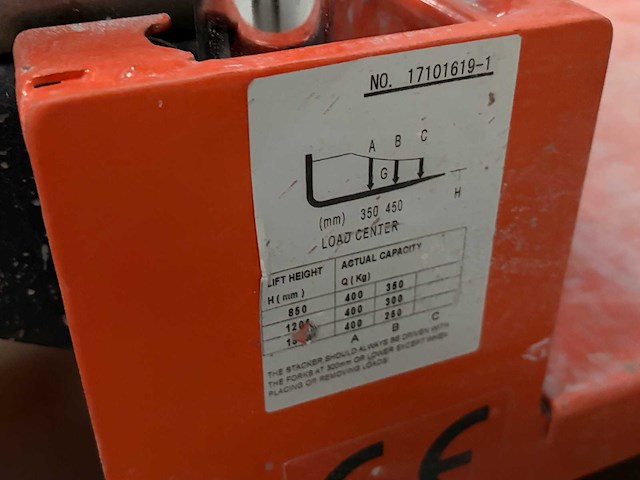 NO. 17101619-1
A B C
G
H
(mm) 350 450
LOAD CENTER
LIFT HEIGHT ACTUAL CAPACITY
H ( mm ) Q ( Kg )
850 400 350
400 300
400 250
A B C
THE STACKER SHOULD ALWAYS BE DRIVEN WITH
THE FORKS AT 300mm OR LOWER EXCEPT WHEN
PLACING OR REMOVING LOADS!
CE